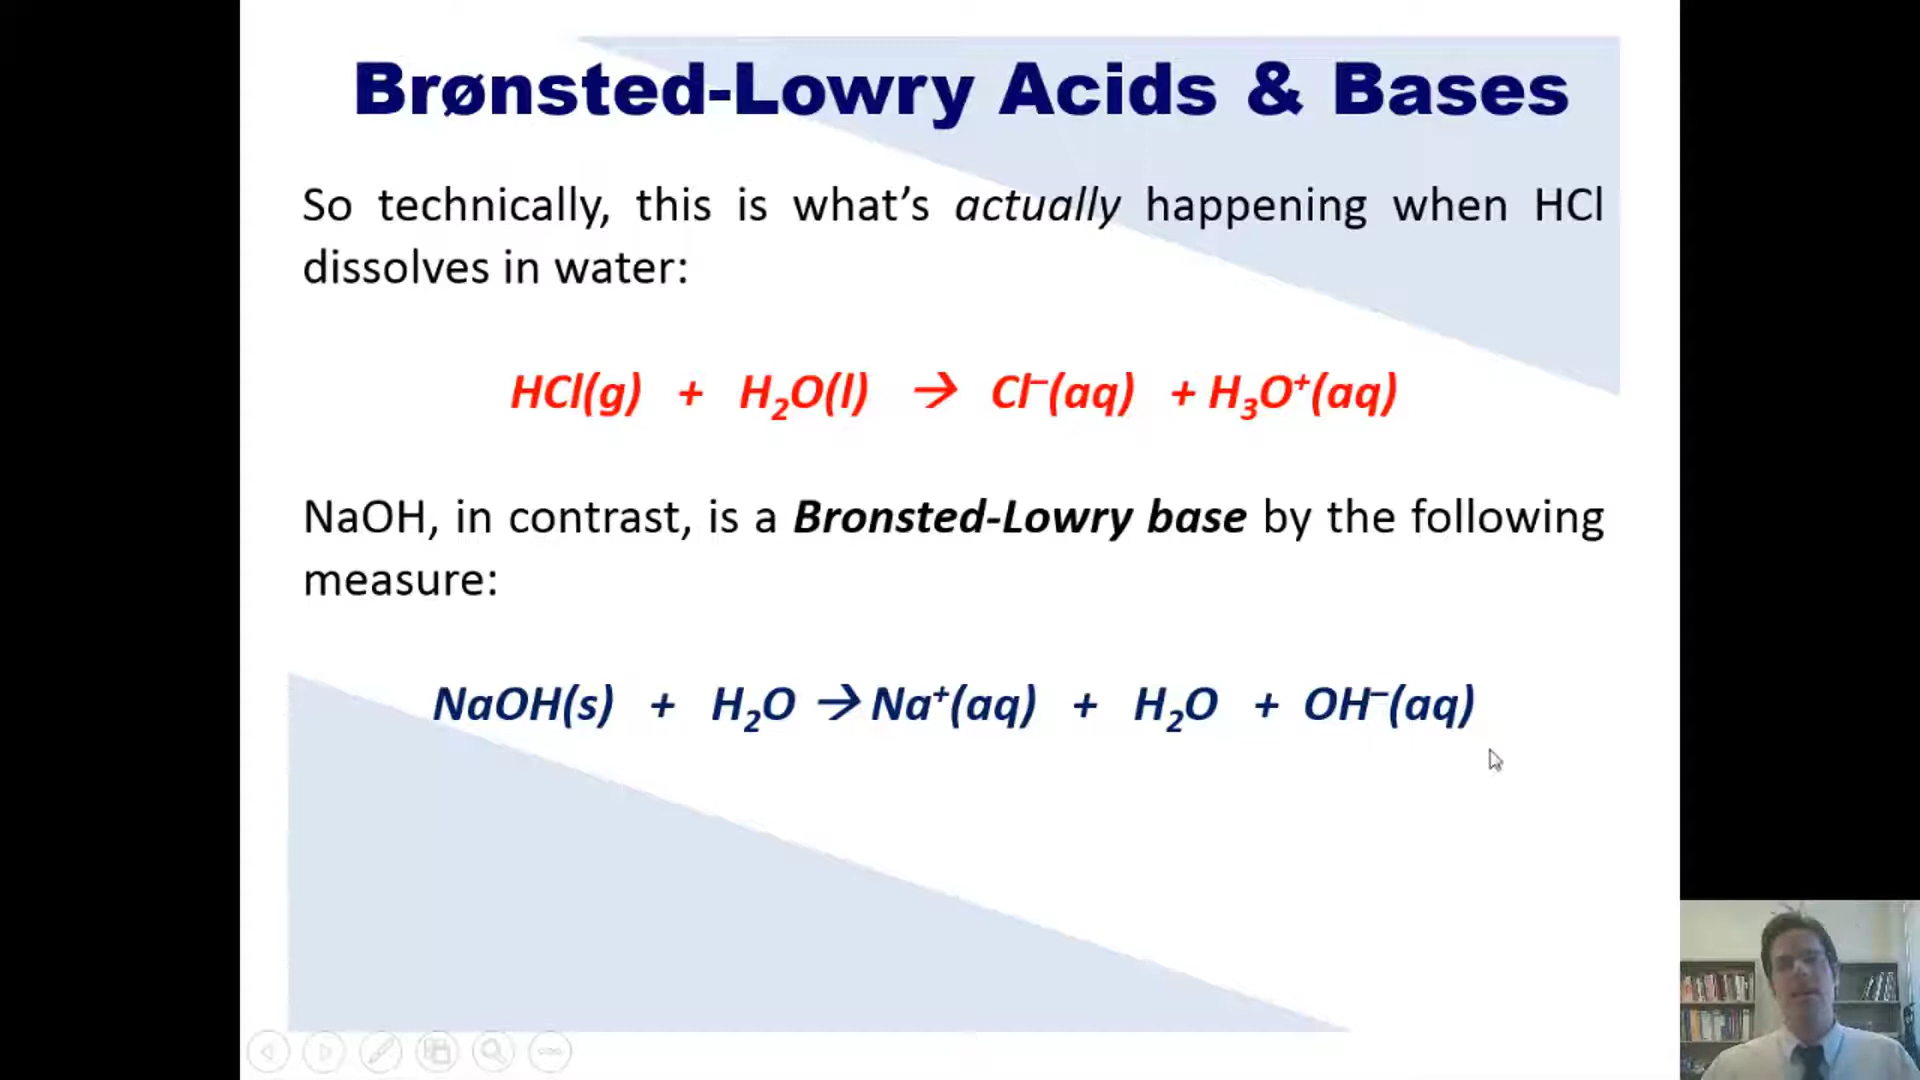 Brønsted-Lowry Acids & Bases
So technically, this is what’s actually happening when HCl
dissolves in water:
HCl(g) + H₂O(l) → Cl⁻(aq) + H₃O⁺(aq)
NaOH, in contrast, is a Bronsted-Lowry base by the following
measure:
NaOH(s) + H₂O → Na⁺(aq) + H₂O + OH⁻(aq)